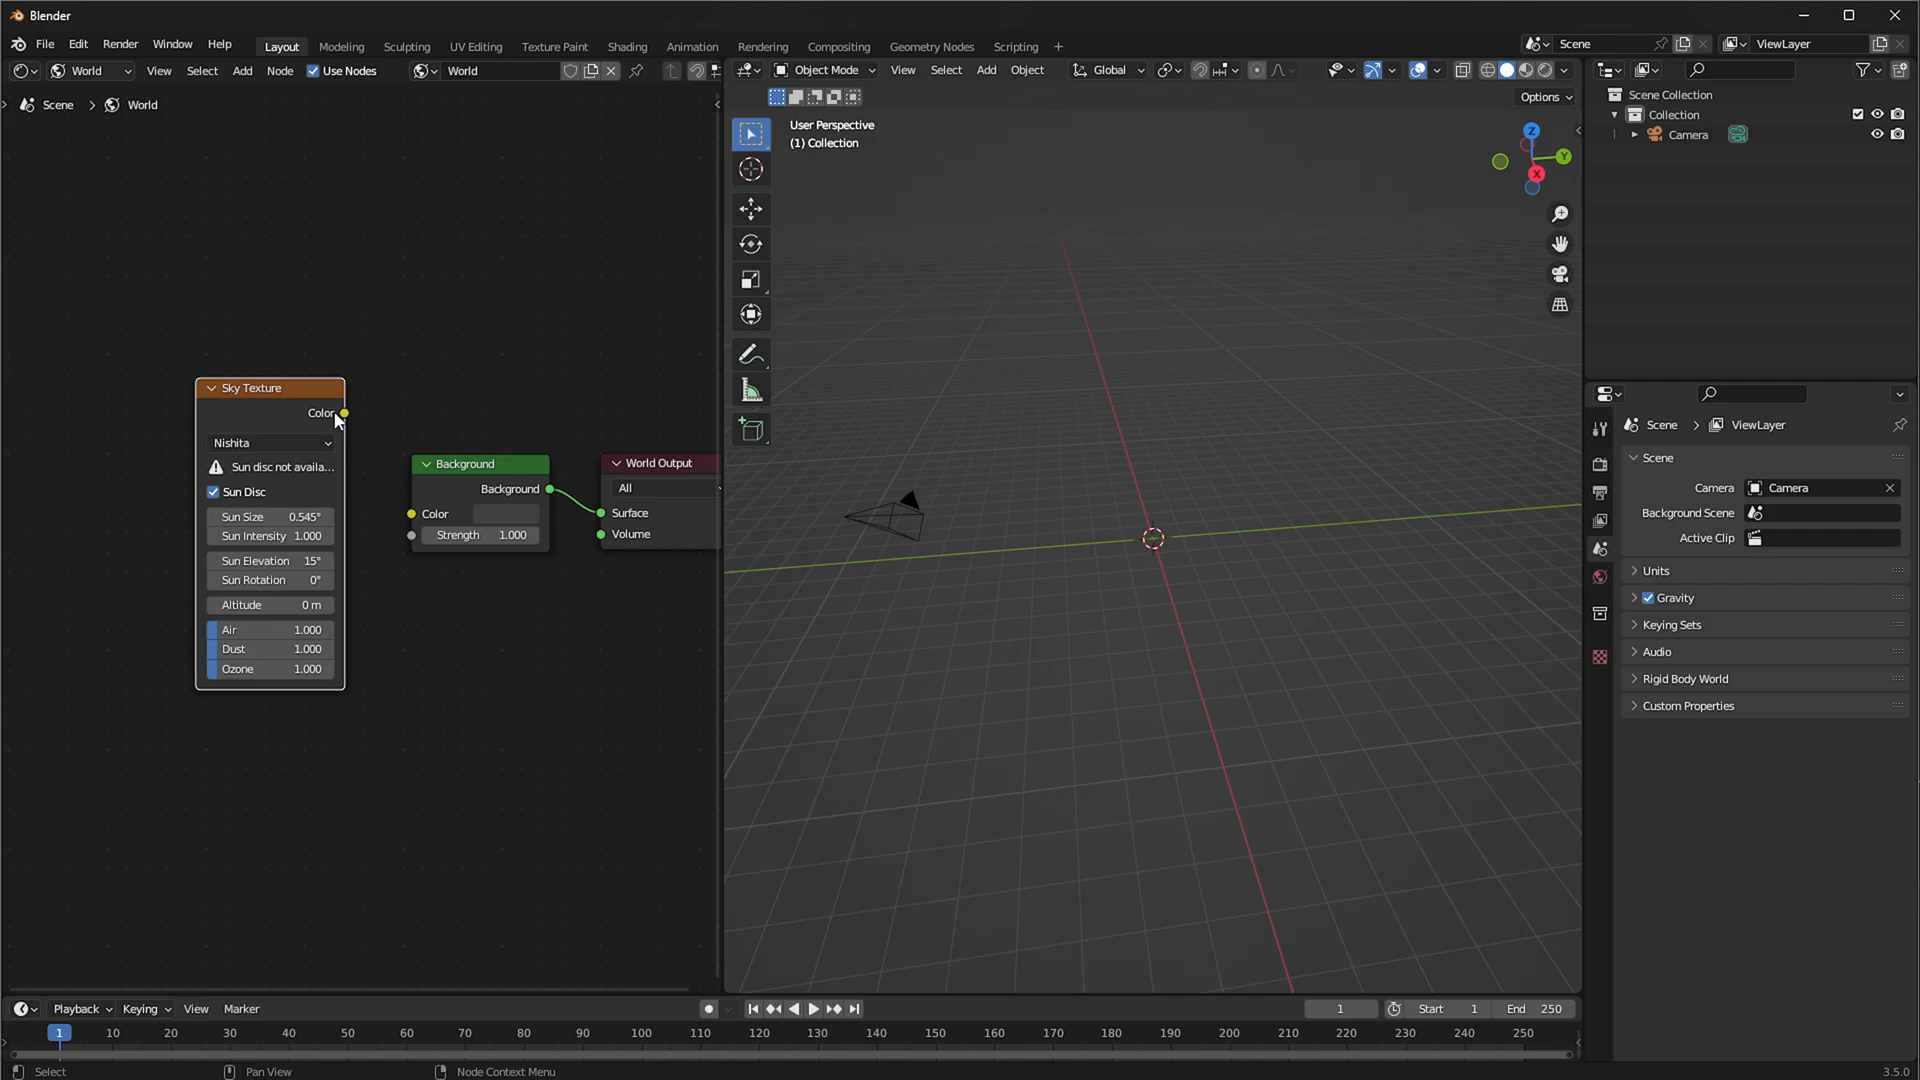 Blender
File Edit Render Window Help
Layout Modeling Sculpting UV Editing Texture Paint Shading Animation Rendering Compositing Geometry Nodes Scripting +
Scene
ViewLayer
World View Select Add Node Use Nodes
World
Object Mode View Select Add Object
Global
Scene > World
Options
User Perspective
(1) Collection
Z
Y
X
Scene Collection
Collection
Camera
Sky Texture
Color
Nishita
Sun disc not availa...
Sun Disc
Sun Size 0.545°
Sun Intensity 1.000
Sun Elevation 15°
Sun Rotation 0°
Altitude 0 m
Air 1.000
Dust 1.000
Ozone 1.000
Background
Background
Color
Strength 1.000
World Output
All
Surface
Volume
Scene > ViewLayer
Scene
Camera Camera
Background Scene
Active Clip
Units
Gravity
Keying Sets
Audio
Rigid Body World
Custom Properties
Playback Keying View Marker
1
Start 1
End 250
1 10 20 30 40 50 60 70 80 90 100 110 120 130 140 150 160 170 180 190 200 210 220 230 240 250
Select
Pan View
Node Context Menu
3.5.0